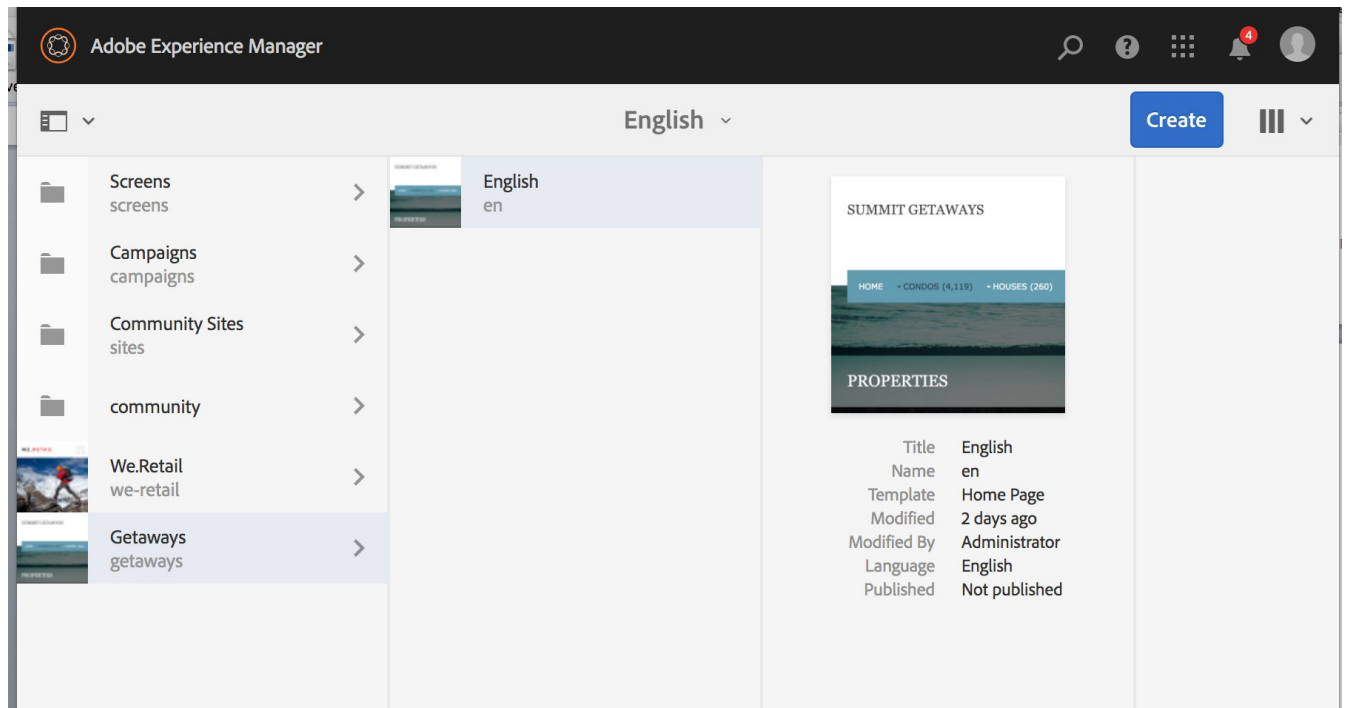 Adobe Experience Manager
4
English
Create
Screens
screens
Campaigns
campaigns
Community Sites
sites
community
WE.RETAIL
We.Retail
we-retail
Getaways
getaways
English
en
SUMMIT GETAWAYS
HOME • CONDOS (4,119) • HOUSES (260)
PROPERTIES
Title English
Name en
Template Home Page
Modified 2 days ago
Modified By Administrator
Language English
Published Not published